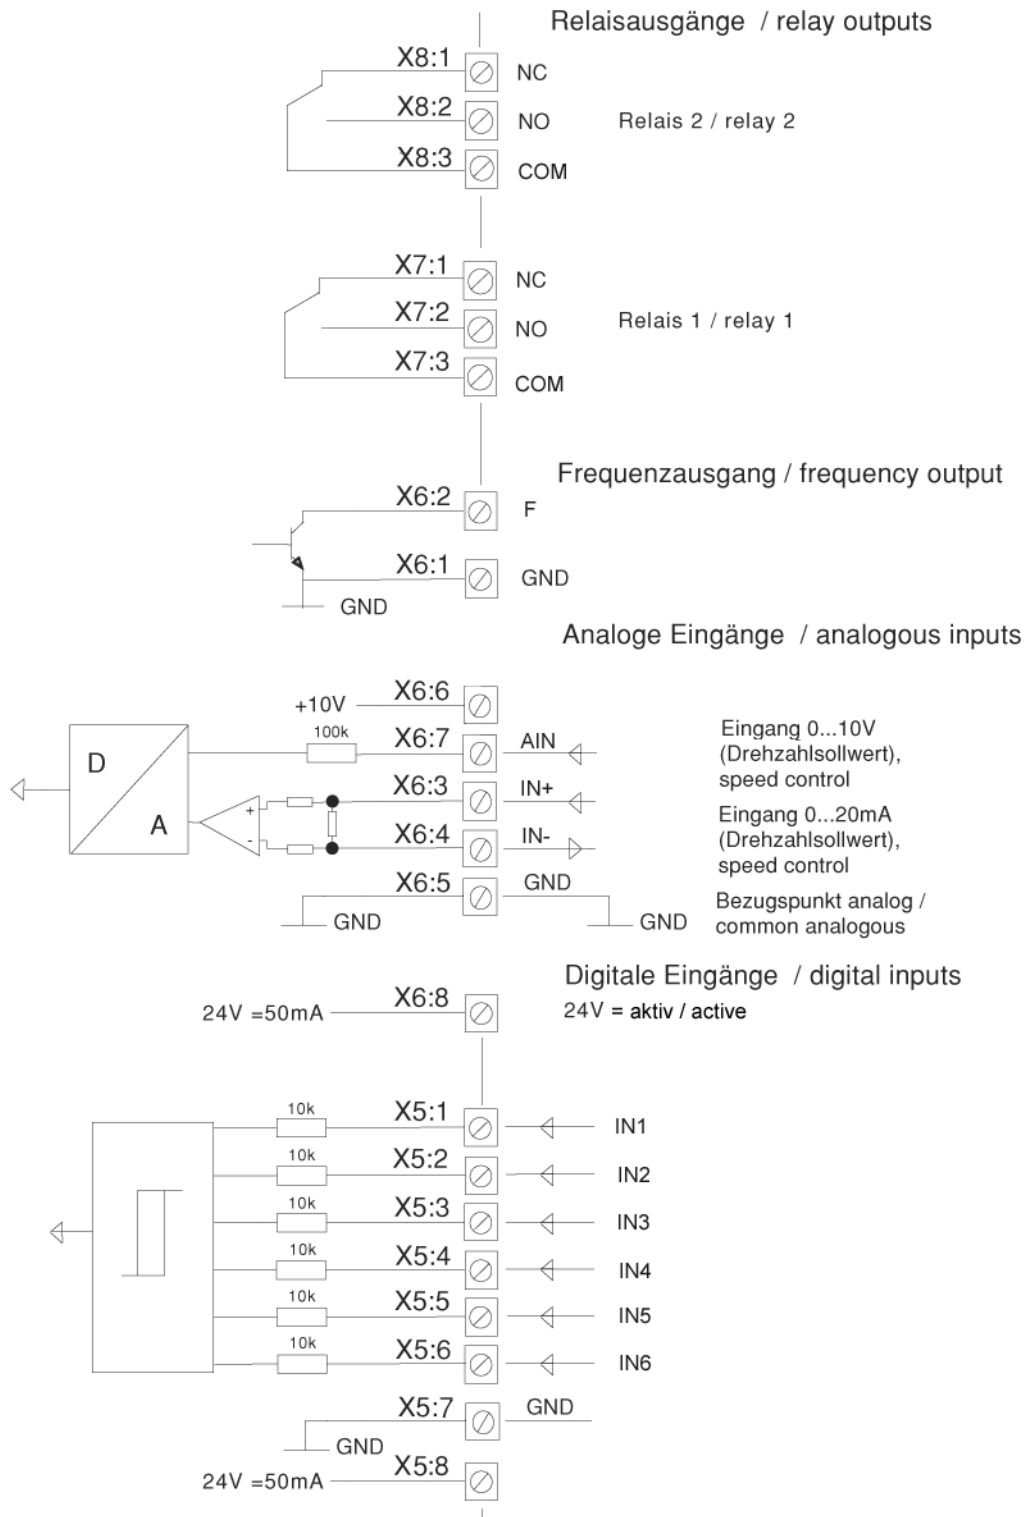 Relaisausgänge / relay outputs
X8:1
NC
X8:2
NO
Relais 2 / relay 2
X8:3
COM
X7:1
NC
X7:2
NO
Relais 1 / relay 1
X7:3
COM
Frequenzausgang / frequency output
X6:2
F
X6:1
GND
GND
Analoge Eingänge / analogous inputs
X6:6
+10V
100k
X6:7
AIN
Eingang 0...10V
(Drehzahlsollwert),
speed control
D
A
X6:3
IN+
+
-
X6:4
IN-
Eingang 0...20mA
(Drehzahlsollwert),
speed control
X6:5
GND
GND
GND
Bezugspunkt analog /
common analogous
Digitale Eingänge / digital inputs
24V = aktiv / active
X6:8
24V =50mA
10k
X5:1
IN1
10k
X5:2
IN2
10k
X5:3
IN3
10k
X5:4
IN4
10k
X5:5
IN5
10k
X5:6
IN6
X5:7
GND
GND
X5:8
24V =50mA